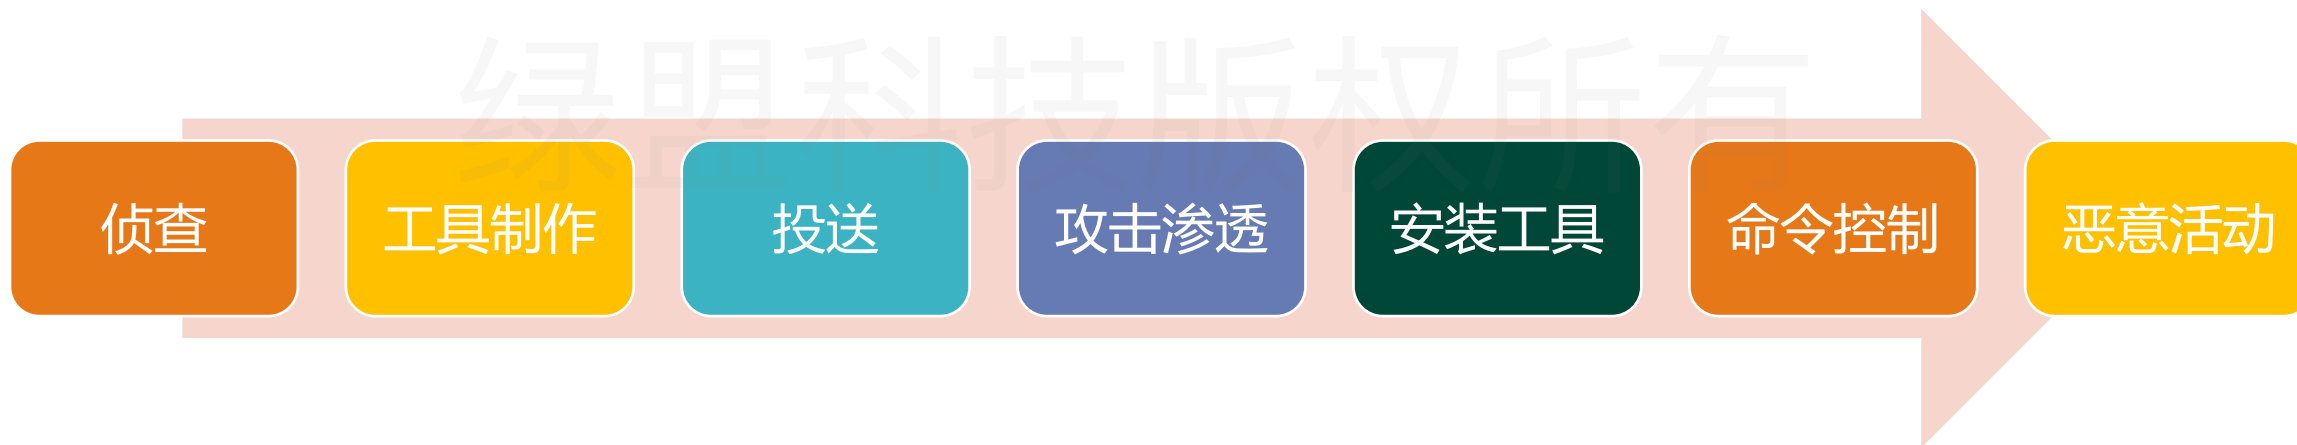 绿盟科技版权所有
侦查
工具制作
投送
攻击渗透
安装工具
命令控制
恶意活动